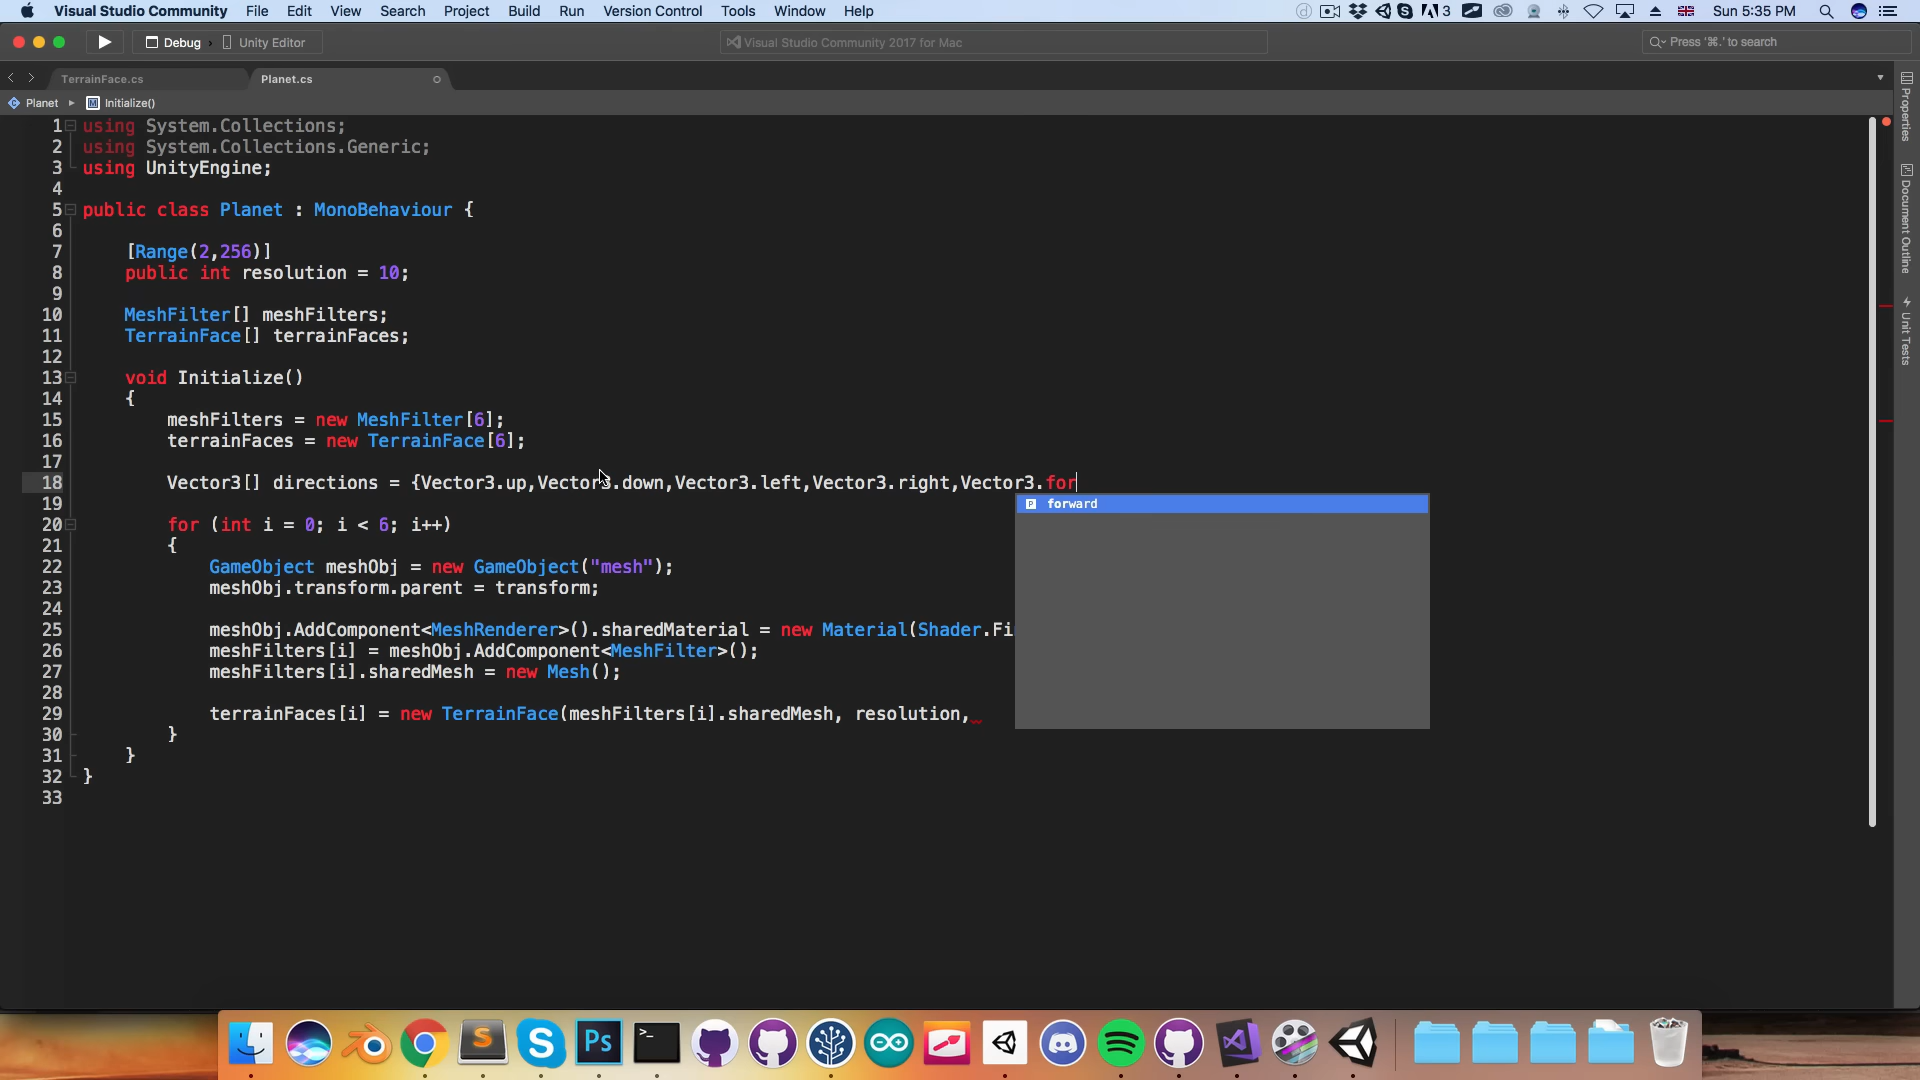 Visual Studio Community File Edit View Search Project Build Run Version Control Tools Window Help 3 Sun 5:35 PM
Debug › Unity Editor Visual Studio Community 2017 for Mac Press '⌘.' to search
TerrainFace.cs Planet.cs
Planet ▸ M Initialize()
1 using System.Collections;
2 using System.Collections.Generic;
3 using UnityEngine;
4
5 public class Planet : MonoBehaviour {
6
7 [Range(2,256)]
8 public int resolution = 10;
9
10 MeshFilter[] meshFilters;
11 TerrainFace[] terrainFaces;
12
13 void Initialize()
14 {
15 meshFilters = new MeshFilter[6];
16 terrainFaces = new TerrainFace[6];
17
18 Vector3[] directions = {Vector3.up,Vector3.down,Vector3.left,Vector3.right,Vector3.for
P forward
19
20 for (int i = 0; i < 6; i++)
21 {
22 GameObject meshObj = new GameObject("mesh");
23 meshObj.transform.parent = transform;
24
25 meshObj.AddComponent<MeshRenderer>().sharedMaterial = new Material(Shader.Fi
26 meshFilters[i] = meshObj.AddComponent<MeshFilter>();
27 meshFilters[i].sharedMesh = new Mesh();
28
29 terrainFaces[i] = new TerrainFace(meshFilters[i].sharedMesh, resolution,
30 }
31 }
32 }
33
Properties
Document Outline
Unit Tests
S
S
Ps
>_